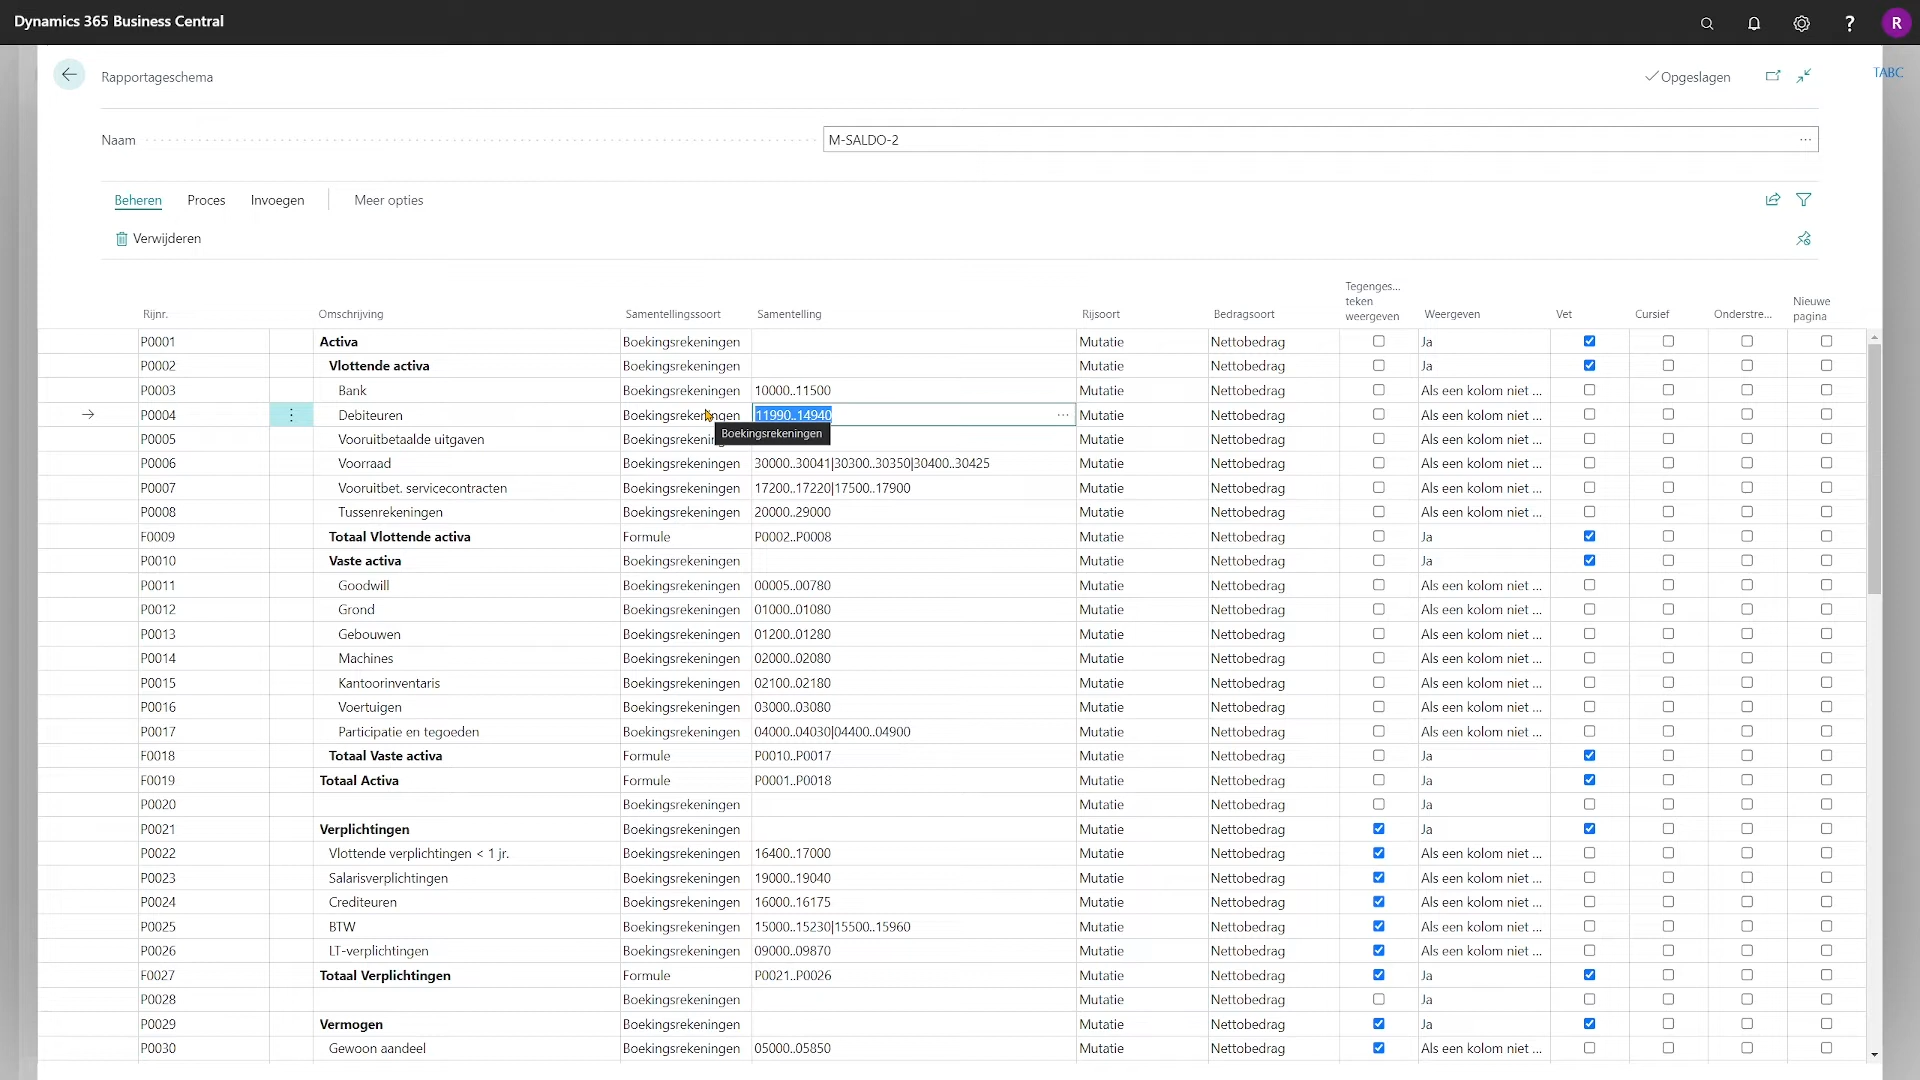 Dynamics 365 Business Central
R
Rapportageschema
Opgeslagen
TABC
Naam
M-SALDO-2
Beheren Proces Invoegen Meer opties
Verwijderen
Rijnr. Omschrijving Samentellingssoort Samentelling Rijsoort Bedragsoort Tegenges... teken weergeven Weergeven Vet Cursief Onderstre... Nieuwe pagina
P0001 Activa Boekingsrekeningen Mutatie Nettobedrag Ja
P0002 Vlottende activa Boekingsrekeningen Mutatie Nettobedrag Ja
P0003 Bank Boekingsrekeningen 10000..11500 Mutatie Nettobedrag Als een kolom niet ...
P0004 Debiteuren Boekingsrekeningen 11990..14940 Mutatie Nettobedrag Als een kolom niet ...
Boekingsrekeningen
P0005 Vooruitbetaalde uitgaven Mutatie Nettobedrag Als een kolom niet ...
P0006 Voorraad Boekingsrekeningen 30000..30041|30300..30350|30400..30425 Mutatie Nettobedrag Als een kolom niet ...
P0007 Vooruitbet. servicecontracten Boekingsrekeningen 17200..17220|17500..17900 Mutatie Nettobedrag Als een kolom niet ...
P0008 Tussenrekeningen Boekingsrekeningen 20000..29000 Mutatie Nettobedrag Als een kolom niet ...
F0009 Totaal Vlottende activa Formule P0002..P0008 Mutatie Nettobedrag Ja
P0010 Vaste activa Boekingsrekeningen Mutatie Nettobedrag Ja
P0011 Goodwill Boekingsrekeningen 00005..00780 Mutatie Nettobedrag Als een kolom niet ...
P0012 Grond Boekingsrekeningen 01000..01080 Mutatie Nettobedrag Als een kolom niet ...
P0013 Gebouwen Boekingsrekeningen 01200..01280 Mutatie Nettobedrag Als een kolom niet ...
P0014 Machines Boekingsrekeningen 02000..02080 Mutatie Nettobedrag Als een kolom niet ...
P0015 Kantoorinventaris Boekingsrekeningen 02100..02180 Mutatie Nettobedrag Als een kolom niet ...
P0016 Voertuigen Boekingsrekeningen 03000..03080 Mutatie Nettobedrag Als een kolom niet ...
P0017 Participatie en tegoeden Boekingsrekeningen 04000..04030|04400..04900 Mutatie Nettobedrag Als een kolom niet ...
F0018 Totaal Vaste activa Formule P0010..P0017 Mutatie Nettobedrag Ja
F0019 Totaal Activa Formule P0001..P0018 Mutatie Nettobedrag Ja
P0020 Boekingsrekeningen Mutatie Nettobedrag Ja
P0021 Verplichtingen Boekingsrekeningen Mutatie Nettobedrag Ja
P0022 Vlottende verplichtingen < 1 jr. Boekingsrekeningen 16400..17000 Mutatie Nettobedrag Als een kolom niet ...
P0023 Salarisverplichtingen Boekingsrekeningen 19000..19040 Mutatie Nettobedrag Als een kolom niet ...
P0024 Crediteuren Boekingsrekeningen 16000..16175 Mutatie Nettobedrag Als een kolom niet ...
P0025 BTW Boekingsrekeningen 15000..15230|15500..15960 Mutatie Nettobedrag Als een kolom niet ...
P0026 LT-verplichtingen Boekingsrekeningen 09000..09870 Mutatie Nettobedrag Als een kolom niet ...
F0027 Totaal Verplichtingen Formule P0021..P0026 Mutatie Nettobedrag Ja
P0028 Boekingsrekeningen Mutatie Nettobedrag Ja
P0029 Vermogen Boekingsrekeningen Mutatie Nettobedrag Ja
P0030 Gewoon aandeel Boekingsrekeningen 05000..05850 Mutatie Nettobedrag Als een kolom niet ...